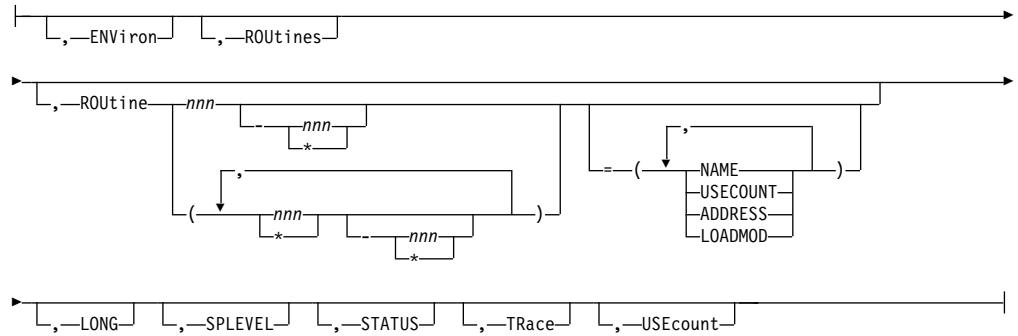 , ENViron , ROUtines
, ROUtine nnn
- nnn
*
,
( nnn - nnn )
* *
= ( , )
NAME
USECOUNT
ADDRESS
LOADMOD
, LONG , SPLEVEL , STATUS , TRace , USEcount